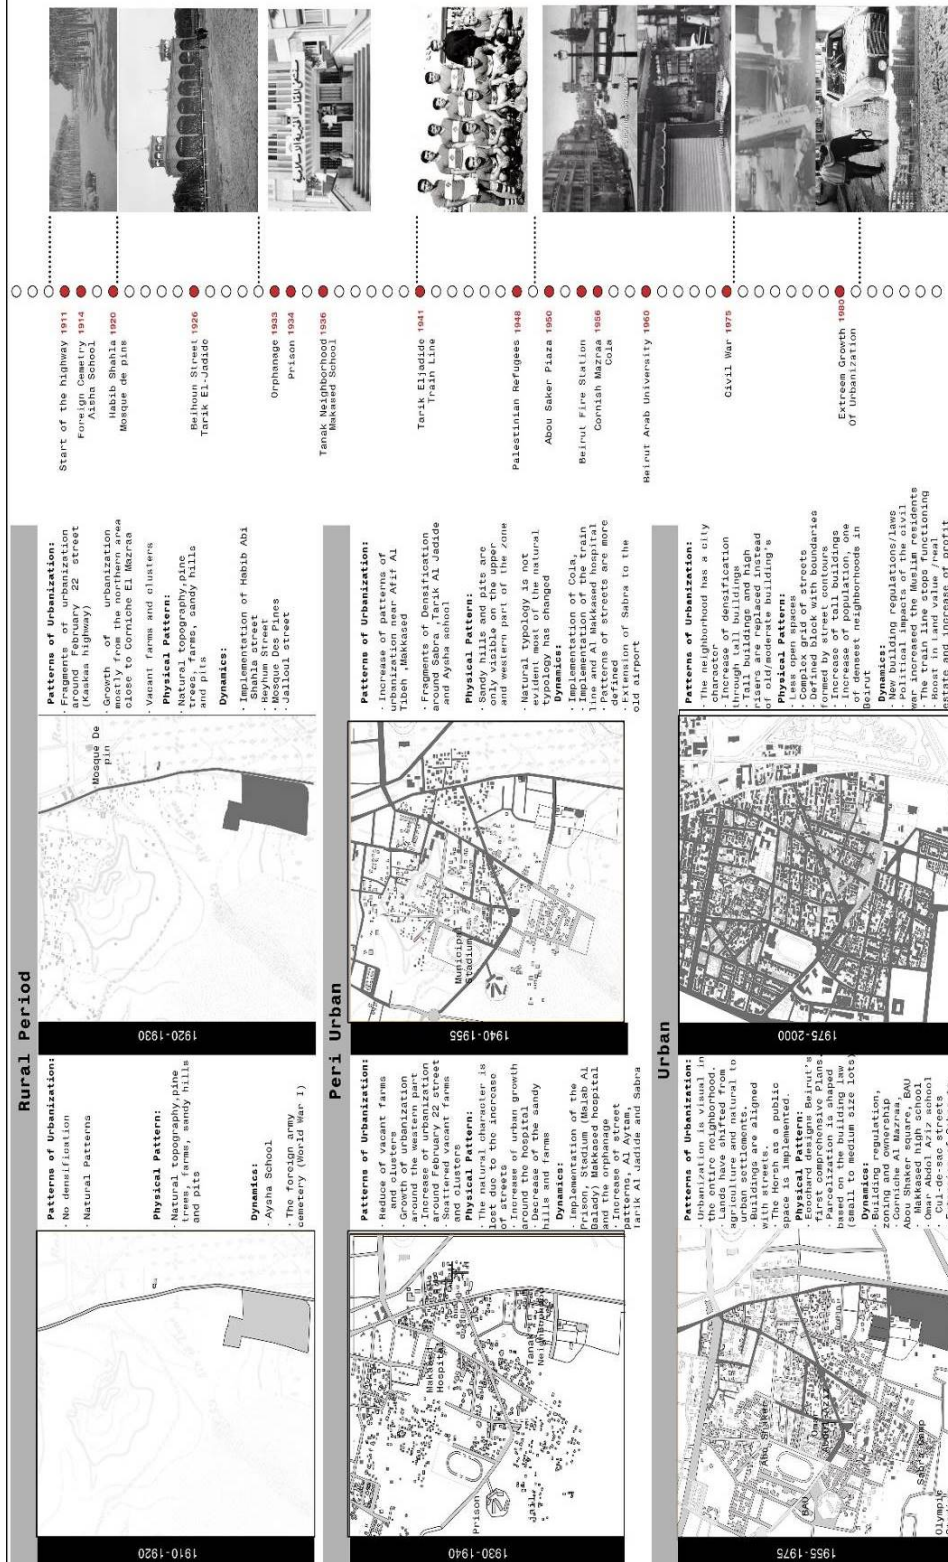 Rural Period
1910-1920
Patterns of Urbanization:
· No densification
· Natural Patterns
Physical Pattern:
· Natural topography,pine
trees, farms, sandy hills
and pits
Dynamics:
· Aysha School
· The foreign army
cemetery (World War 1)
1920-1930
Mosque De
pin
Patterns of Urbanization:
· Fragments of urbanization
around February 22 street
(Kaskas highway)
· Growth of urbanization
mostly from the northern area
close to Corniche El Mazraa
· Vacant farms and clusters
Physical Pattern:
· Natural topography,pine
trees, farms, sandy hills
and pits
Dynamics:
· Implementation of Habib Abi
Shahla street
· Beyhum Street
· Mosque Des Pines
· Jalloul street
Peri Urban
1930-1940
Makased
Hospital
Tanak
Neighborhood
Prison
jail
Patterns of Urbanization:
· Reduce of vacant farms
and clusters
· Growth of urbanization
around the western part
· Increase of urbanization
around February 22 street
· Scattered vacant farms
and clusters
Physical Pattern:
· The natural character is
lost due to the increase
of streets
· Increase of urban growth
around the hospital
· Decrease of the sandy
hills and farms
Dynamics:
· Implementation of the
Prison, Stadium (Malab Al
Balady) Makkased hospital
and the orphanage
· Increase of street
patterns, Al Aytam,
Tarik Al Jadide and Sabra
1940-1955
Municipal
Stadium
Patterns of Urbanization:
· Increase of patterns of
urbanization near Afif Al
Tibeh ,Makkased
· Fragments of Densification
around Sabra ,Tarik Al Jadide
and Ayisha school
Physical Pattern:
· Sandy hills and pits are
only visible on the upper
and western part of the zone
· Natural typology is not
evident most of the natural
typology has changed
Dynamics:
· Implementation of Cola,
· Implementation of the train
line and Al Makkased hospital
· Patterns of streets are more
defined
· Extension of Sabra to the
old airport
Urban
1955-1975
BAU
Abo Shaker
Omar
Sabra Camp
Olympic
Patterns of Urbanization:
Urbanization is visual in
the entire neighborhood.
· Lands have shifted from
agriculture and natural to
urban settlements.
· Buildings are aligned
with streets.
· The Horsh as a public
space is implemented.
Physical Pattern:
· Ecochard designs Beirut's
first comprehensive Plans.
· Parcelization is shaped
based on the building law
(small to medium size lots)
Dynamics:
· Building regulation,
zoning and ownership
· Corniche Al Mazraa,
Abou Shaker square, BAU
· Makkased high school
· Omar Abdol Aziz school
· Cul-de-sac streets
1975-2000
Patterns of Urbanization:
· The neighborhood has a city
character
· Increase of densification
through tall buildings
· Tall buildings and high
risers are replaced instead
of old/moderate building's
Physical Pattern:
· Less open spaces
· Complex grid of streets
· Defined block with iboundaries
formed by street contours
· Increase of tall buildings
· Increase of population, one
of densest neighborhoods in
Beirut
Dynamics:
· New building regulations/laws
· Political impacts of the civil
war increased the Muslim residents
· The train line stops functioning
· Boost in land value /real
estate and increase of profit
Start of the highway 1911
Foreign Cemetry 1914
Aisha School
Habib Shahla 1920
Mosque de pins
Beihoun Street 1926
Tarik El-Jadide
Orphanage 1933
Prison 1934
Tanak Neighborhood 1936
Makased School
Tarik Eljadide 1941
Train Line
Palestinian Refugees 1948
Abou Saker Piaza 1950
Beirut Fire Station
Cornish Mazraa 1956
Cola
Beirut Arab University 1960
Civil War 1975
Extreem Growth 1980
Of Urbanization